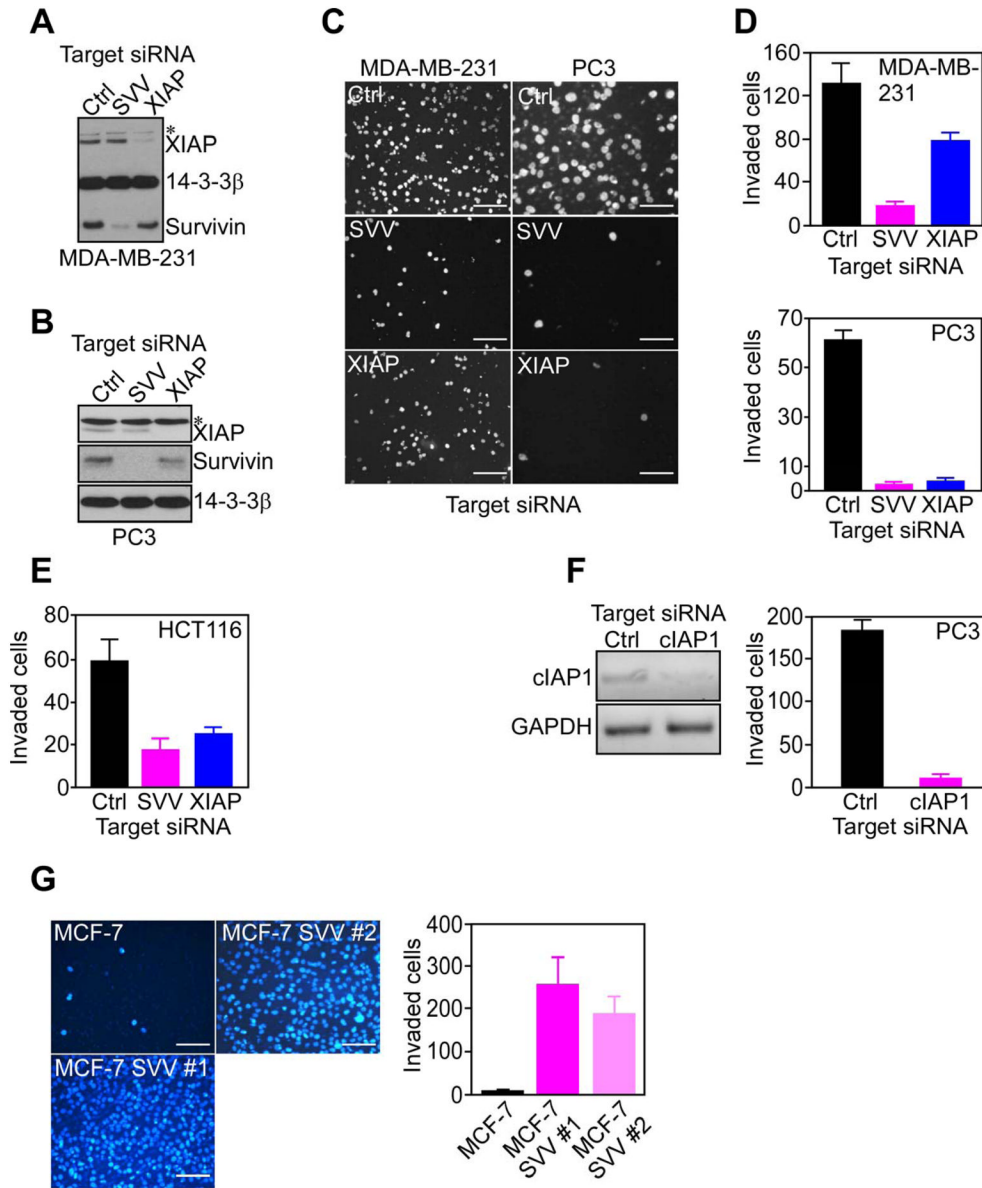 A
Target siRNA
Ctrl SVV XIAP
*
XIAP
14-3-3β
Survivin
MDA-MB-231
B
Target siRNA
Ctrl SVV XIAP
*
XIAP
Survivin
14-3-3β
PC3
C
MDA-MB-231 PC3
Ctrl Ctrl
SVV SVV
XIAP XIAP
Target siRNA
D
Invaded cells
160
120
80
40
0
MDA-MB-
231
Ctrl SVV XIAP
Target siRNA
Invaded cells
70
50
30
10
0
PC3
Ctrl SVV XIAP
Target siRNA
E
Invaded cells
80
60
40
20
0
HCT116
Ctrl SVV XIAP
Target siRNA
F
Target siRNA
Ctrl cIAP1
cIAP1
GAPDH
Invaded cells
200
150
100
50
0
PC3
Ctrl cIAP1
Target siRNA
G
MCF-7 MCF-7 SVV #2
MCF-7 SVV #1
Invaded cells
400
300
200
100
0
MCF-7
MCF-7
SVV #1
MCF-7
SVV #2